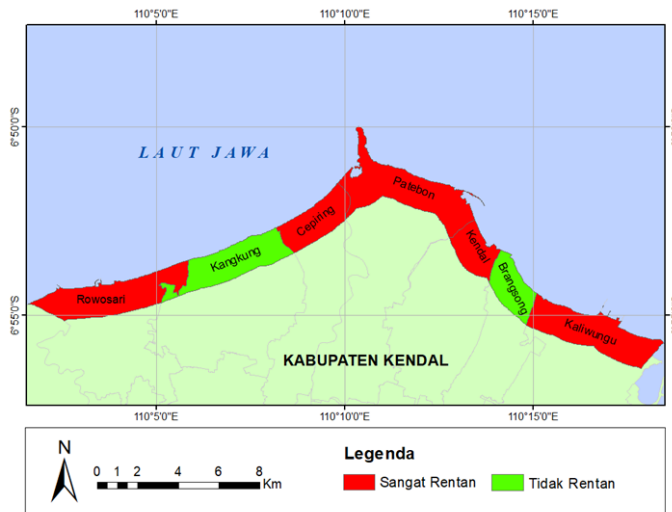 110°5'0"E 110°10'0"E 110°15'0"E
6°50'0"S
LAUT JAWA
Patebon
Cepiring
Kendal
Kangkung
Brangsong
Rowosari
6°55'0"S
Kaliwungu
KABUPATEN KENDAL
110°5'0"E 110°10'0"E 110°15'0"E
N
Legenda
0 1 2 4 6 8
Km
Sangat Rentan Tidak Rentan